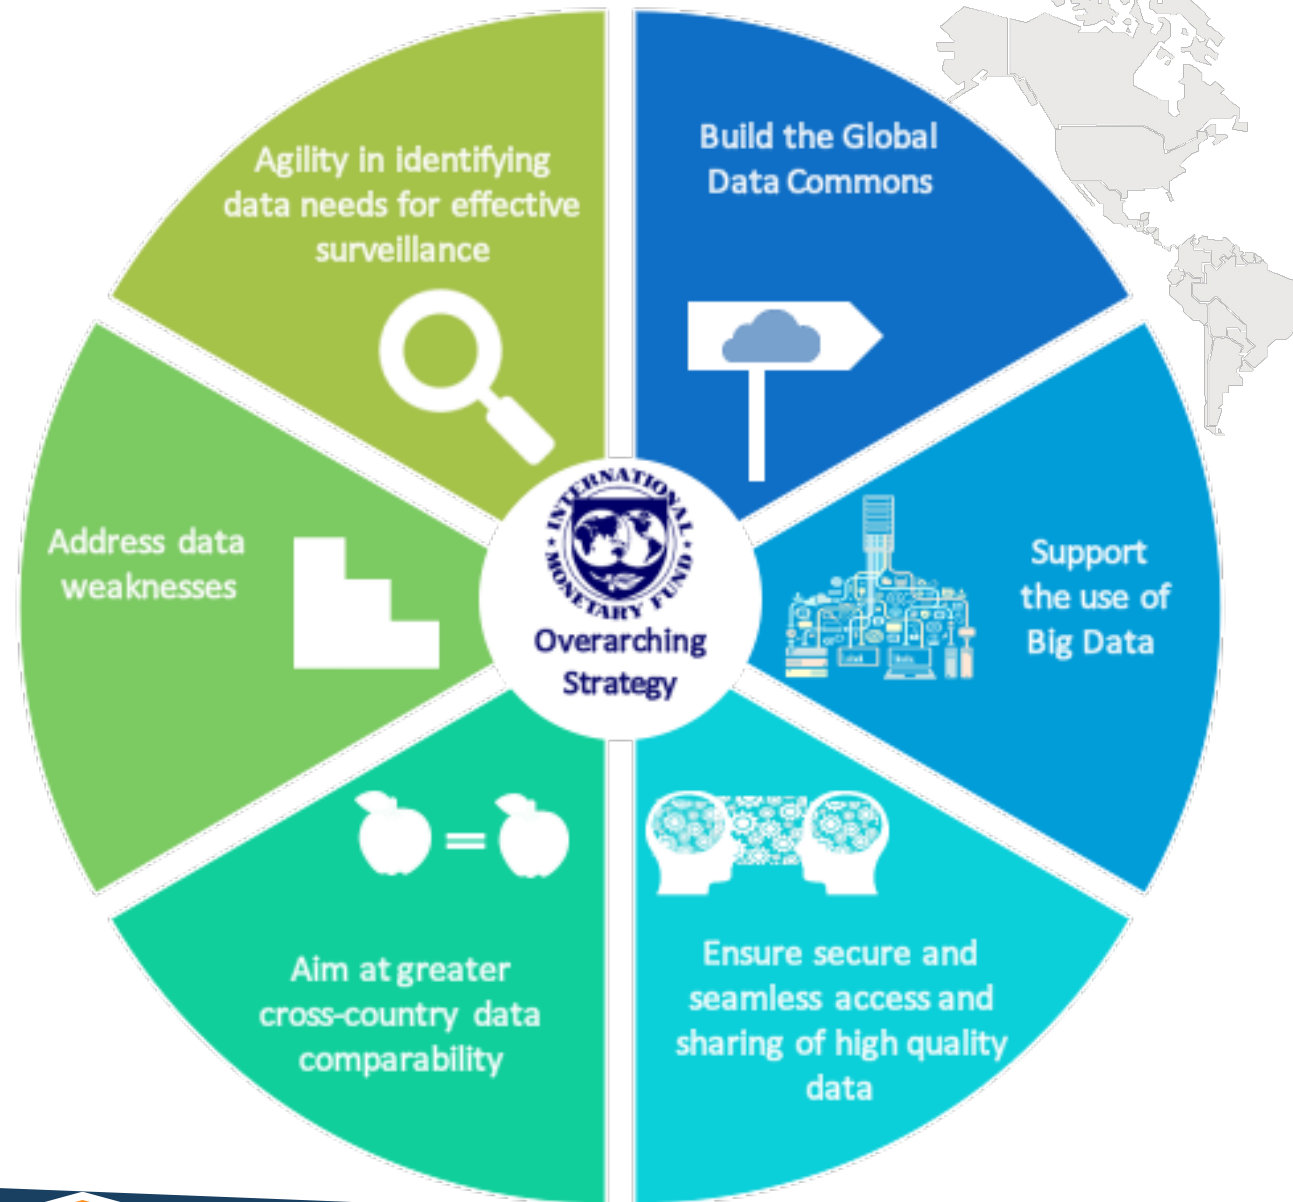 Agility in identifying
data needs for effective
surveillance
Build the Global
Data Commons
Address data
weaknesses
INTERNATIONAL
MONETARY FUND
Overarching
Strategy
Support
the use of
Big Data
=
Aim at greater
cross-country data
comparability
Ensure secure and
seamless access and
sharing of high quality
data